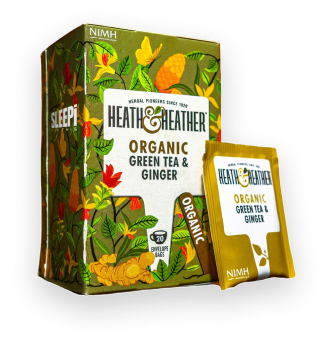 NIMH
HERBAL PIONEERS SINCE 1920
HEATH & HEATHER
ORGANIC
GREEN TEA &
GINGER
20
ENVELOPE
BAGS
ORGANIC
HEATH & HEATHER
ORGANIC
GREEN TEA &
GINGER
NIMH